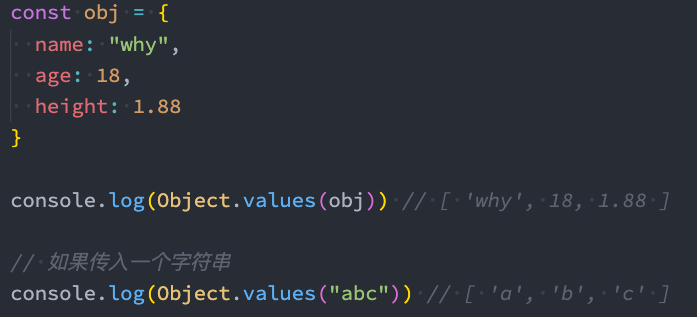 const obj = {
  name: "why",
  age: 18,
  height: 1.88
}
console.log(Object.values(obj)) // [ 'why', 18, 1.88 ]
// 如果传入一个字符串
console.log(Object.values("abc")) // [ 'a', 'b', 'c' ]